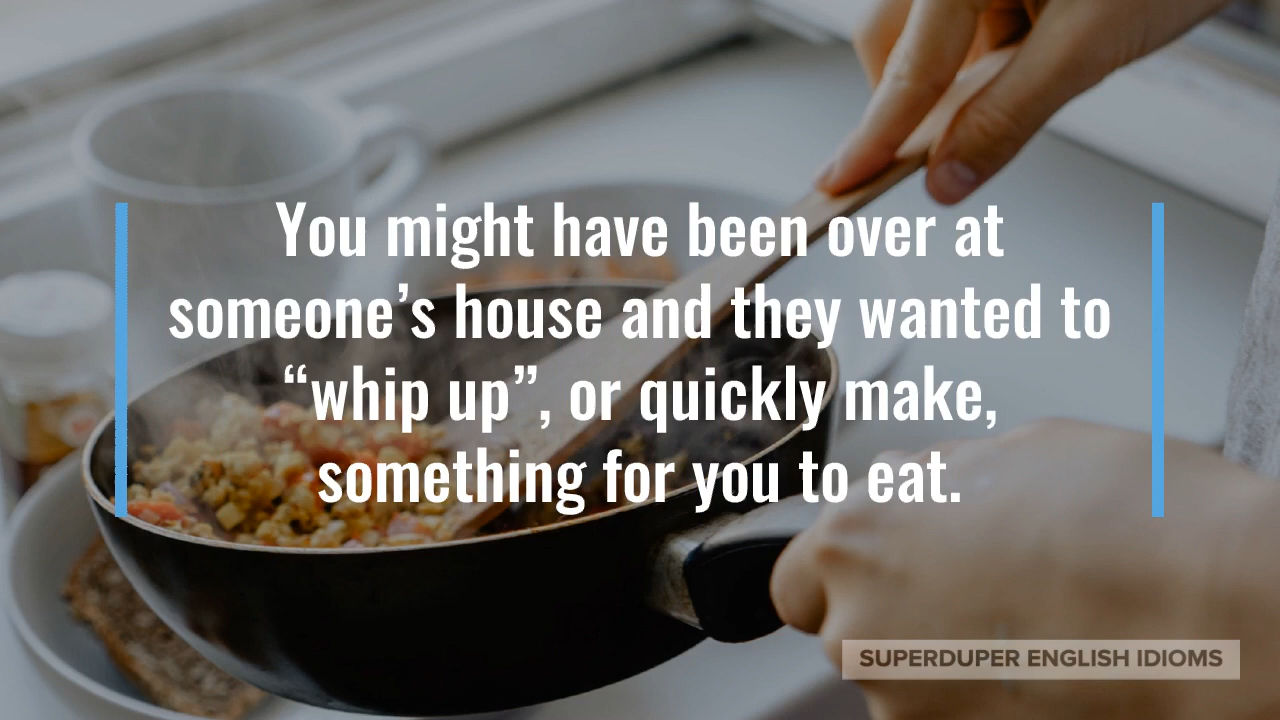 You might have been over at
someone’s house and they wanted to
“whip up”, or quickly make,
something for you to eat.
SUPERDUPER ENGLISH IDIOMS